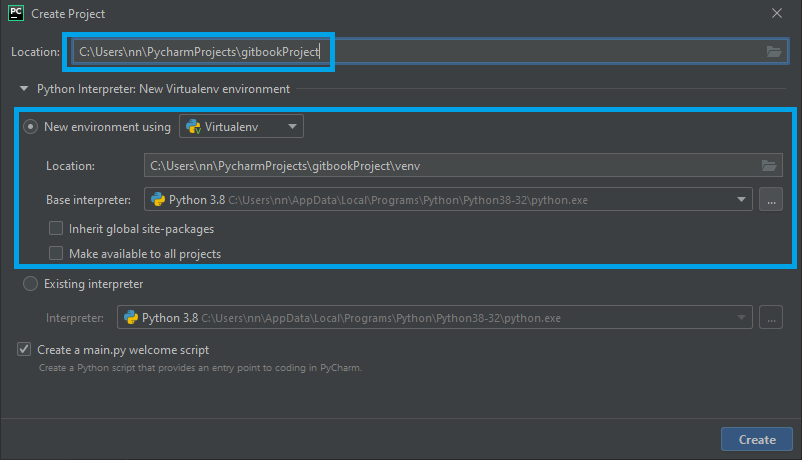 PC Create Project
Location: C:\Users\nn\PycharmProjects\gitbookProject
Python Interpreter: New Virtualenv environment
New environment using Virtualenv
Location: C:\Users\nn\PycharmProjects\gitbookProject\venv
Base interpreter: Python 3.8 C:\Users\nn\AppData\Local\Programs\Python\Python38-32\python.exe ...
Inherit global site-packages
Make available to all projects
Existing interpreter
Interpreter: Python 3.8 C:\Users\nn\AppData\Local\Programs\Python\Python38-32\python.exe ...
Create a main.py welcome script
Create a Python script that provides an entry point to coding in PyCharm.
Create